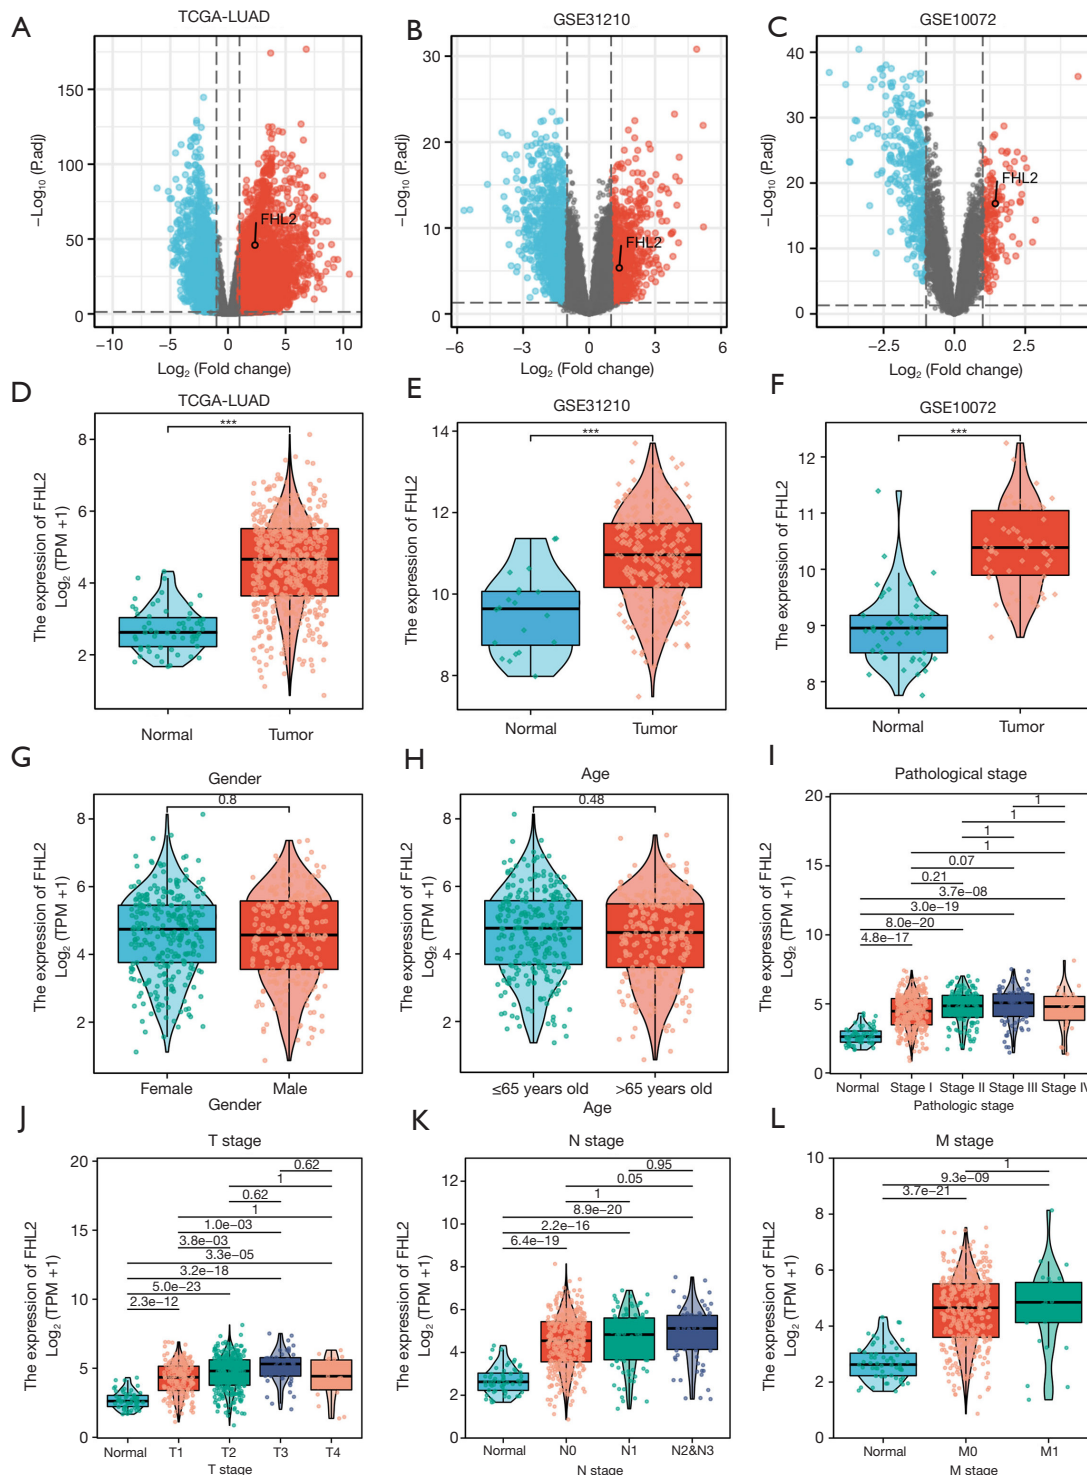 A
TCGA-LUAD
−Log10 (P.adj)
150
100
50
0
FHL2
−10
−5
0
5
10
Log2 (Fold change)
B
GSE31210
−Log10 (P.adj)
30
20
10
0
FHL2
−6
−3
0
3
6
Log2 (Fold change)
C
GSE10072
−Log10 (P.adj)
40
30
20
10
0
FHL2
−2.5
0.0
2.5
Log2 (Fold change)
D
TCGA-LUAD
The expression of FHL2
Log2 (TPM +1)
8
6
4
2
***
Normal
Tumor
E
GSE31210
The expression of FHL2
14
12
10
8
***
Normal
Tumor
F
GSE10072
The expression of FHL2
12
11
10
9
8
***
Normal
Tumor
G
Gender
The expression of FHL2
Log2 (TPM +1)
8
6
4
2
0.8
Female
Male
Gender
H
Age
The expression of FHL2
Log2 (TPM +1)
8
6
4
2
0.48
≤65 years old
>65 years old
Age
I
Pathological stage
The expression of FHL2
Log2 (TPM +1)
20
15
10
5
0
1
1
1
1
0.07
0.21
3.7e−08
3.0e−19
8.0e−20
4.8e−17
Normal
Stage I
Stage II
Stage III
Stage IV
Pathologic stage
J
T stage
The expression of FHL2
Log2 (TPM +1)
20
15
10
5
0
0.62
1
0.62
1
1.0e−03
3.8e−03
3.3e−05
3.2e−18
5.0e−23
2.3e−12
Normal
T1
T2
T3
T4
T stage
K
N stage
The expression of FHL2
Log2 (TPM +1)
12
10
8
6
4
2
0
0.95
0.05
1
8.9e−20
2.2e−16
6.4e−19
Normal
N0
N1
N2&N3
N stage
L
M stage
The expression of FHL2
Log2 (TPM +1)
10
8
6
4
2
0
1
9.3e−09
3.7e−21
Normal
M0
M1
M stage